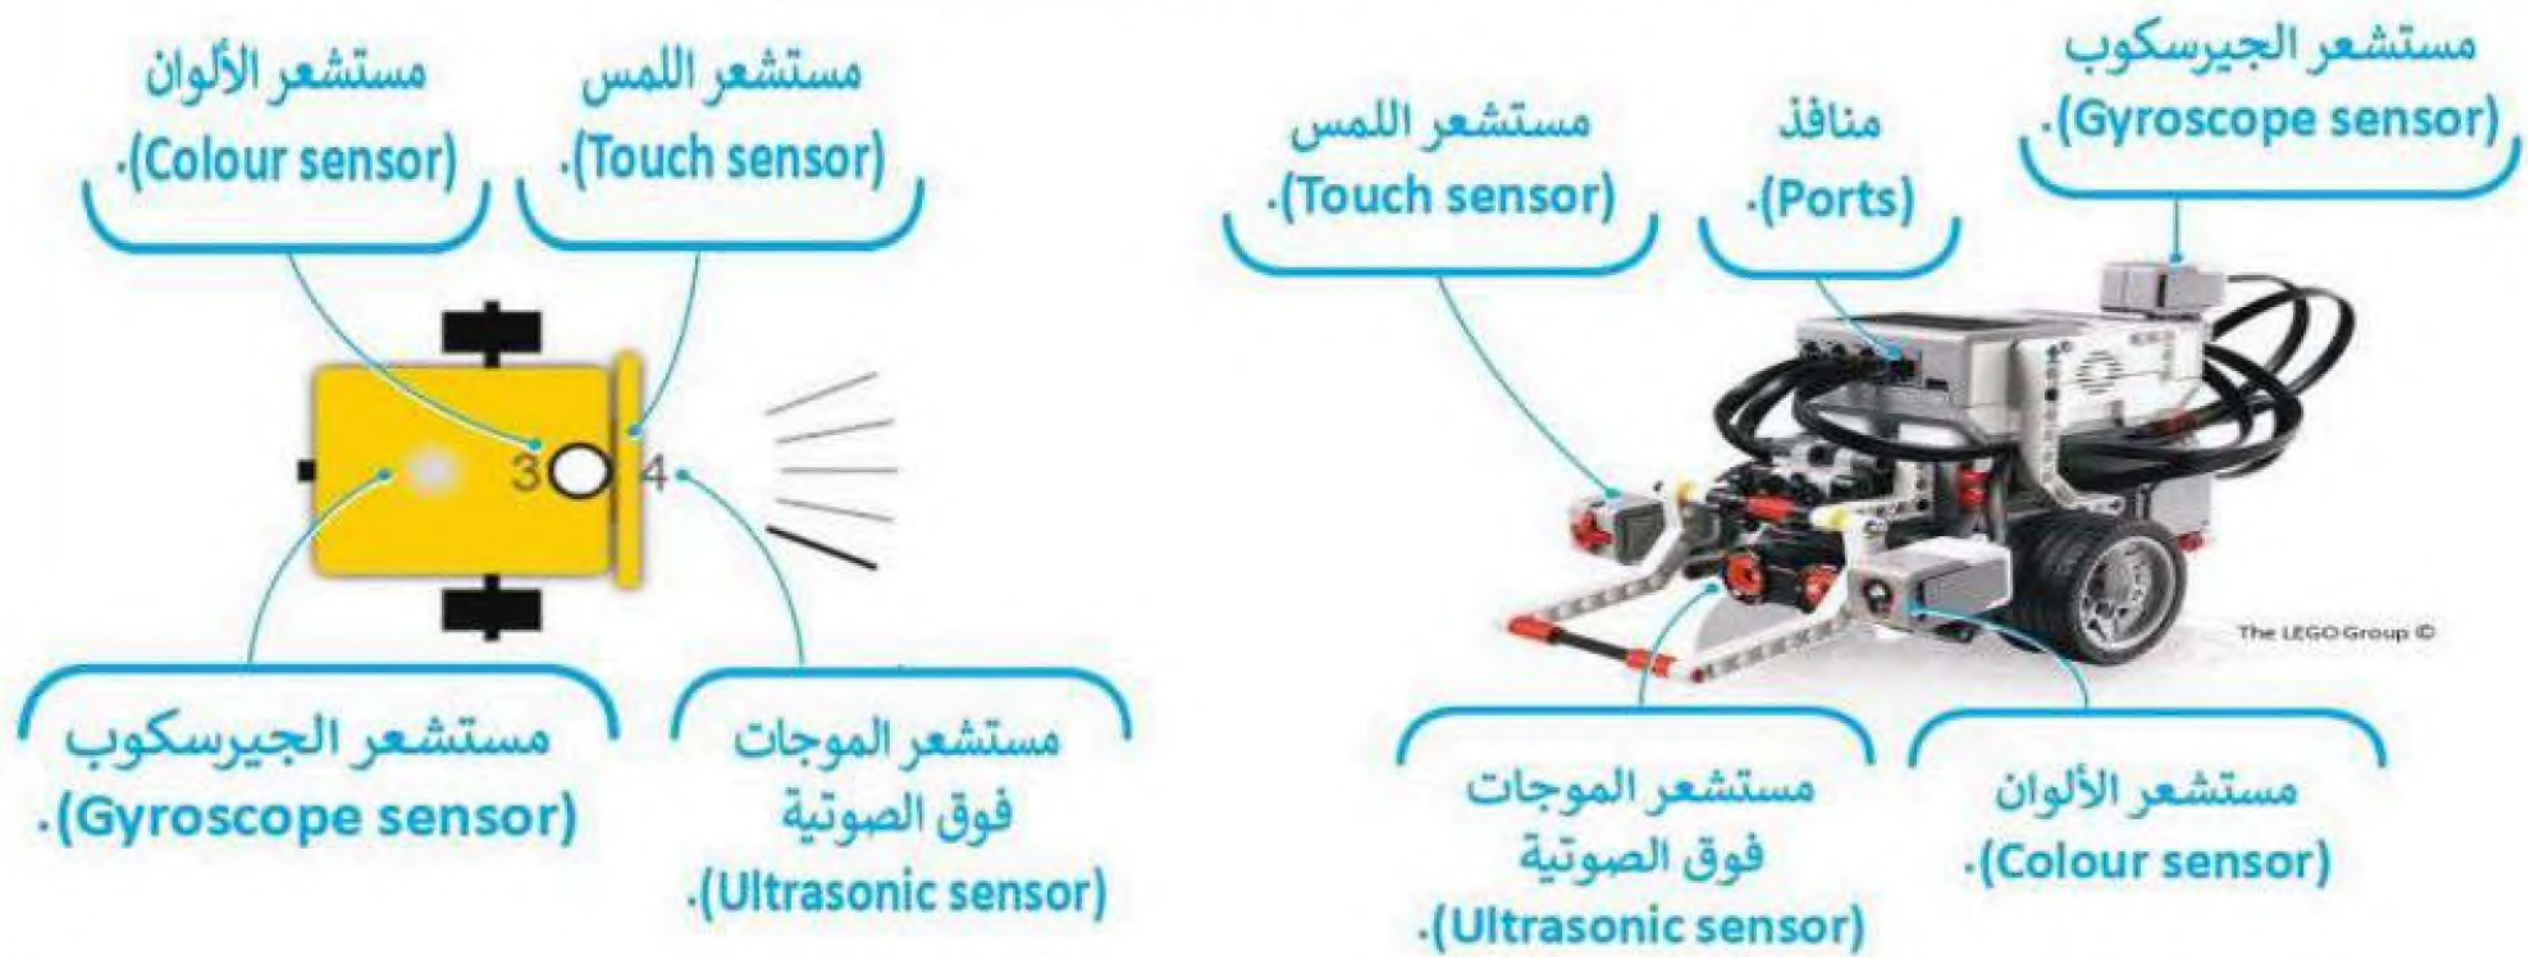 مستشعر الجيرسكوب
(Gyroscope sensor).
منافذ
(Ports).
مستشعر اللمس
(Touch sensor).
مستشعر اللمس
(Touch sensor).
مستشعر الألوان
(Colour sensor).
3
4
The LEGO Group ©
مستشعر الألوان
(Colour sensor).
مستشعر الموجات
فوق الصوتية
(Ultrasonic sensor).
مستشعر الموجات
فوق الصوتية
(Ultrasonic sensor).
مستشعر الجيرسكوب
(Gyroscope sensor).